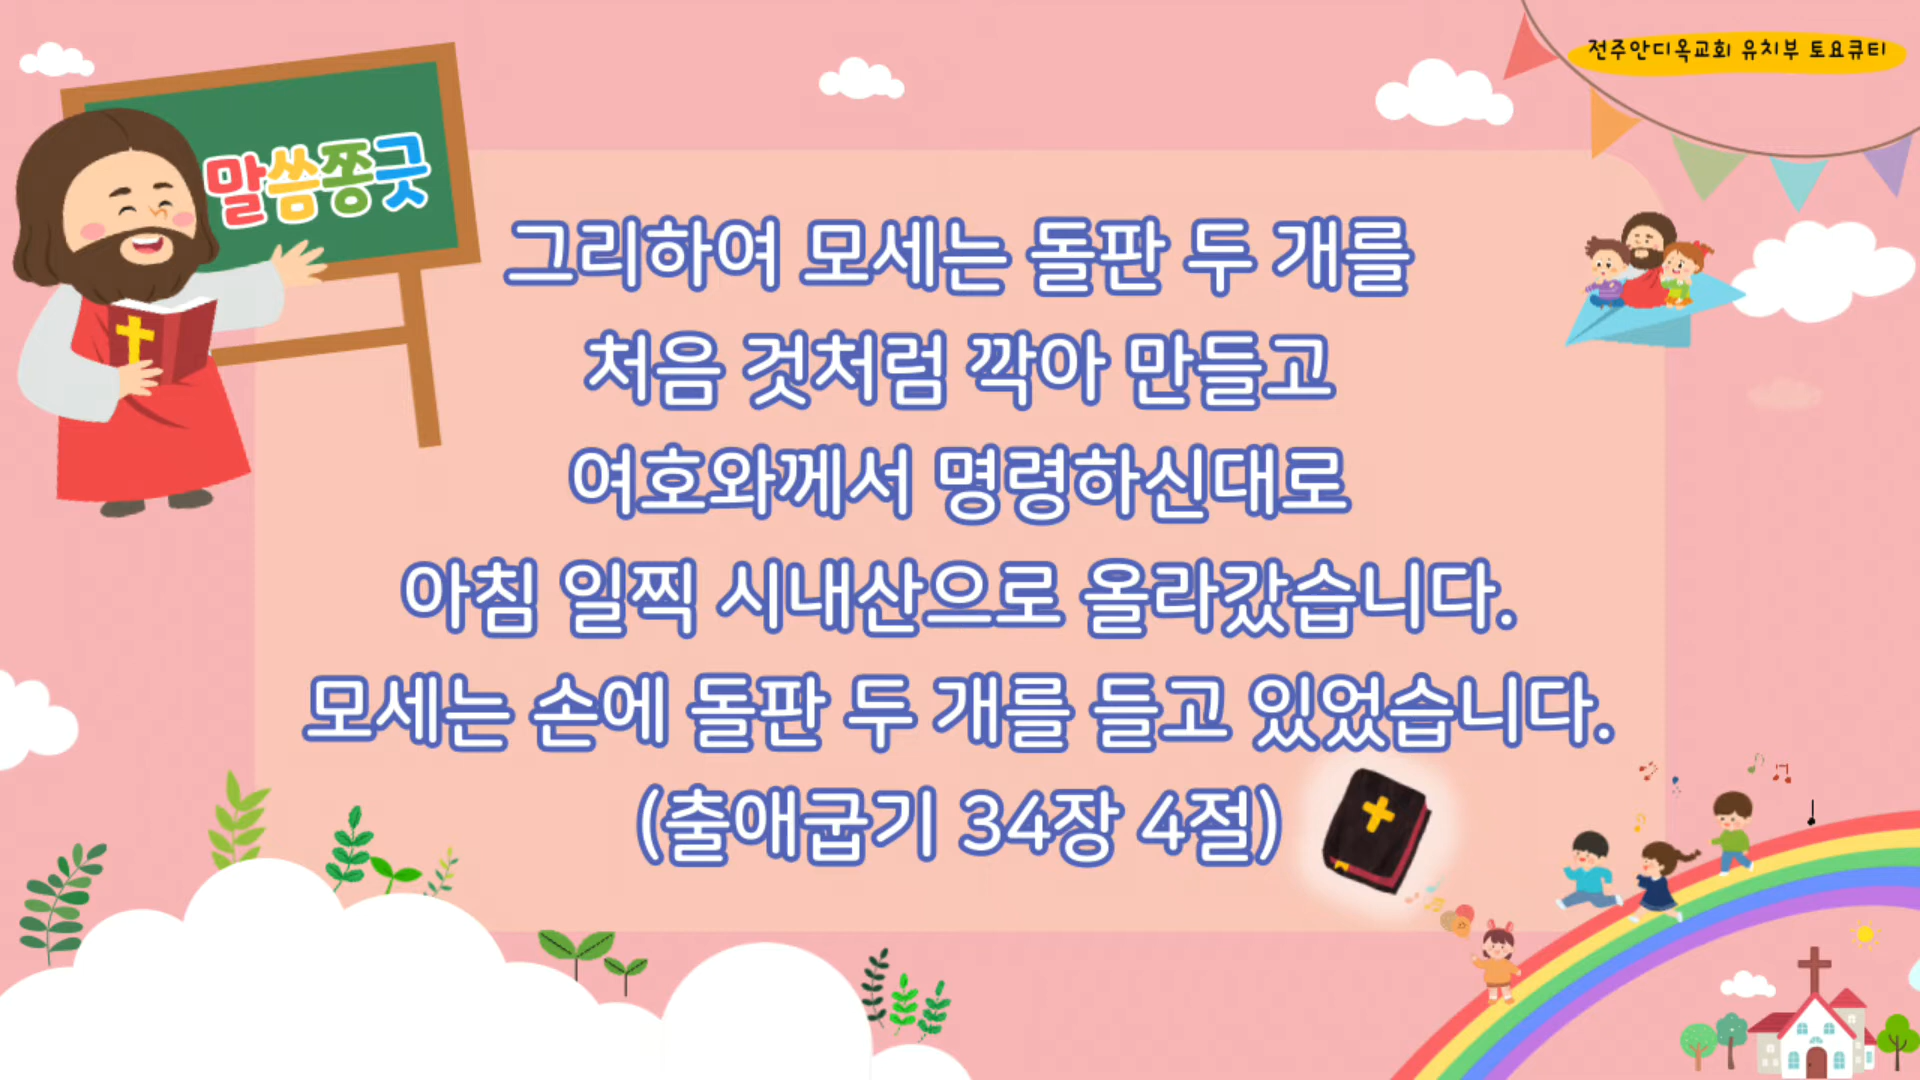 전주안디옥교회 유치부 토요큐티
말씀쫑긋
그리하여 모세는 돌판 두 개를
처음 것처럼 깍아 만들고
여호와께서 명령하신대로
아침 일찍 시내산으로 올라갔습니다.
모세는 손에 돌판 두 개를 들고 있었습니다.
(출애굽기 34장 4절)